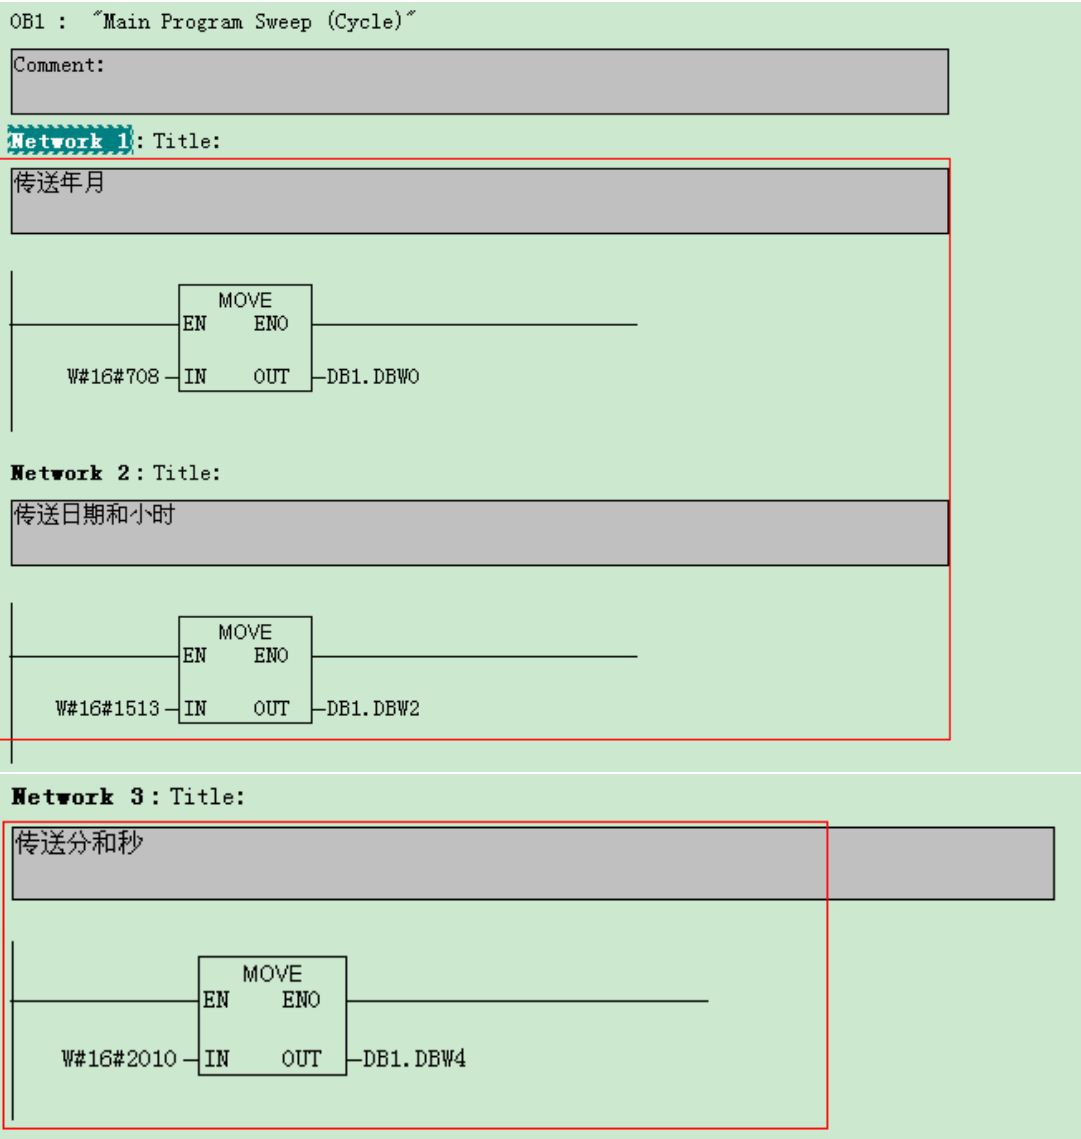 OB1 : "Main Program Sweep (Cycle)"
Comment:
Network 1: Title:
传送年月
MOVE
EN ENO
W#16#708 IN OUT DB1.DBW0
Network 2: Title:
传送日期和小时
MOVE
EN ENO
W#16#1513 IN OUT DB1.DBW2
Network 3: Title:
传送分和秒
MOVE
EN ENO
W#16#2010 IN OUT DB1.DBW4